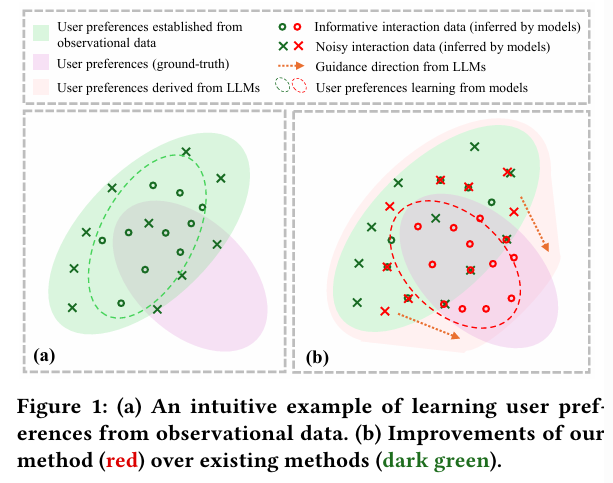 User preferences established from
observational data
User preferences (ground-truth)
User preferences derived from LLMs
Informative interaction data (inferred by models)
Noisy interaction data (inferred by models)
Guidance direction from LLMs
User preferences learning from models
(a)
(b)
Figure 1: (a) An intuitive example of learning user pref-
erences from observational data. (b) Improvements of our
method (red) over existing methods (dark green).